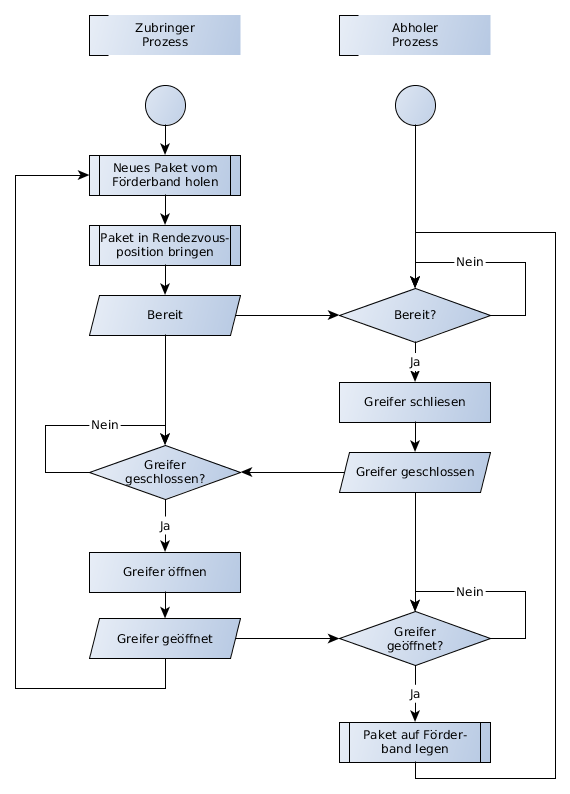 Zubringer
Prozess
Abholer
Prozess
Neues Paket vom
Förderband holen
Paket in Rendezvous-
position bringen
Nein
Bereit
Bereit?
Ja
Greifer schliesen
Nein
Greifer
geschlossen?
Greifer geschlossen
Ja
Greifer öffnen
Nein
Greifer geöffnet
Greifer
geöffnet?
Ja
Paket auf Förder-
band legen